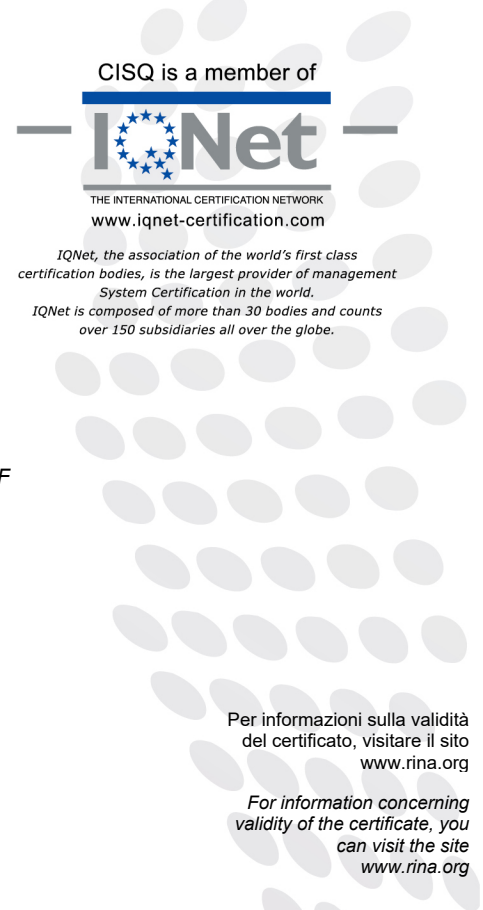 CISQ is a member of
IQNet
THE INTERNATIONAL CERTIFICATION NETWORK
www.iqnet-certification.com
IQNet, the association of the world's first class
certification bodies, is the largest provider of management
System Certification in the world.
IQNet is composed of more than 30 bodies and counts
over 150 subsidiaries all over the globe.
F
Per informazioni sulla validità
del certificato, visitare il sito
www.rina.org
For information concerning
validity of the certificate, you
can visit the site
www.rina.org